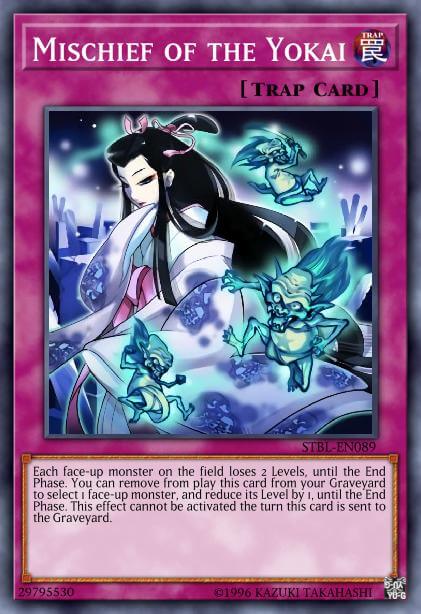 Mischief of the Yokai
TRAP
罠
[Trap Card]
STBL-EN089
Each face-up monster on the field loses 2 Levels, until the End
Phase. You can remove from play this card from your Graveyard
to select 1 face-up monster, and reduce its Level by 1, until the End
Phase. This effect cannot be activated the turn this card is sent to
the Graveyard.
29795530
©1996 KAZUKI TAKAHASHI